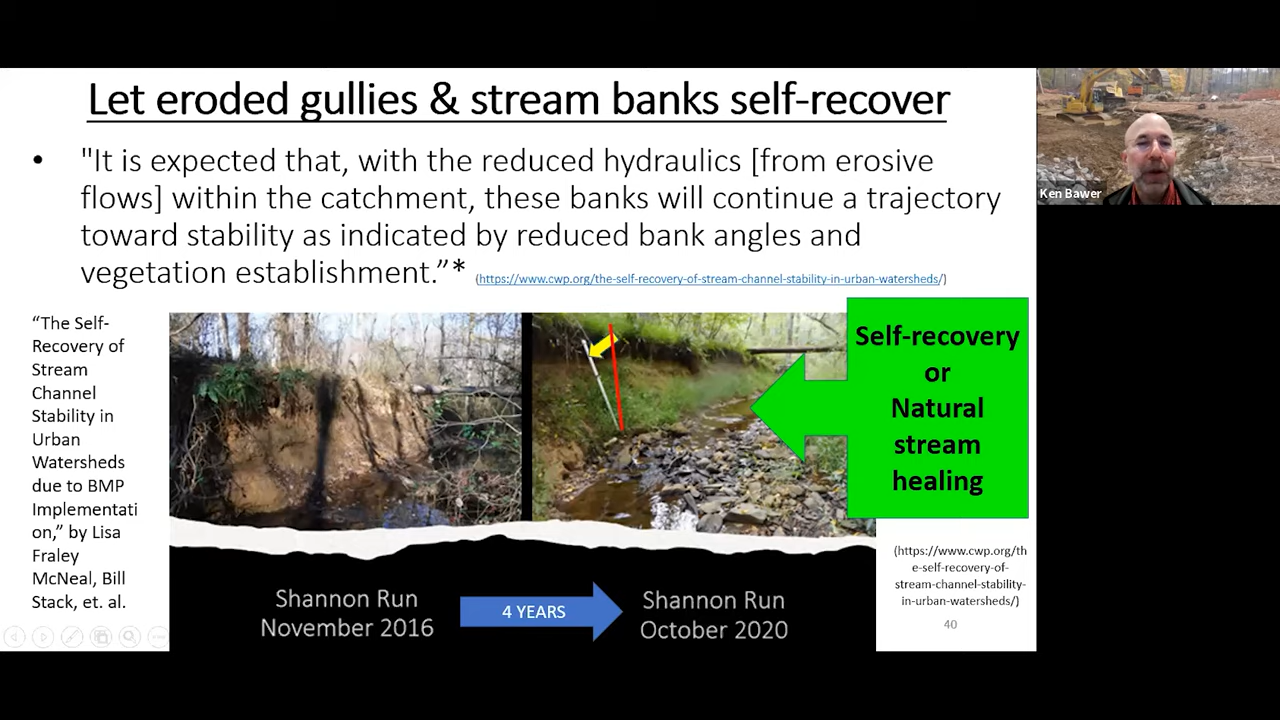 Let eroded gullies & stream banks self-recover
• "It is expected that, with the reduced hydraulics [from erosive
flows] within the catchment, these banks will continue a trajectory
toward stability as indicated by reduced bank angles and
vegetation establishment.”* (https://www.cwp.org/the-self-recovery-of-stream-channel-stability-in-urban-watersheds/)
“The Self-
Recovery of
Stream
Channel
Stability in
Urban
Watersheds
due to BMP
Implementati
on,” by Lisa
Fraley
McNeal, Bill
Stack, et. al.
Self-recovery
or
Natural
stream
healing
Shannon Run
November 2016
4 YEARS
Shannon Run
October 2020
(https://www.cwp.org/th
e-self-recovery-of-
stream-channel-stability-
in-urban-watersheds/)
40
Ken Bawer